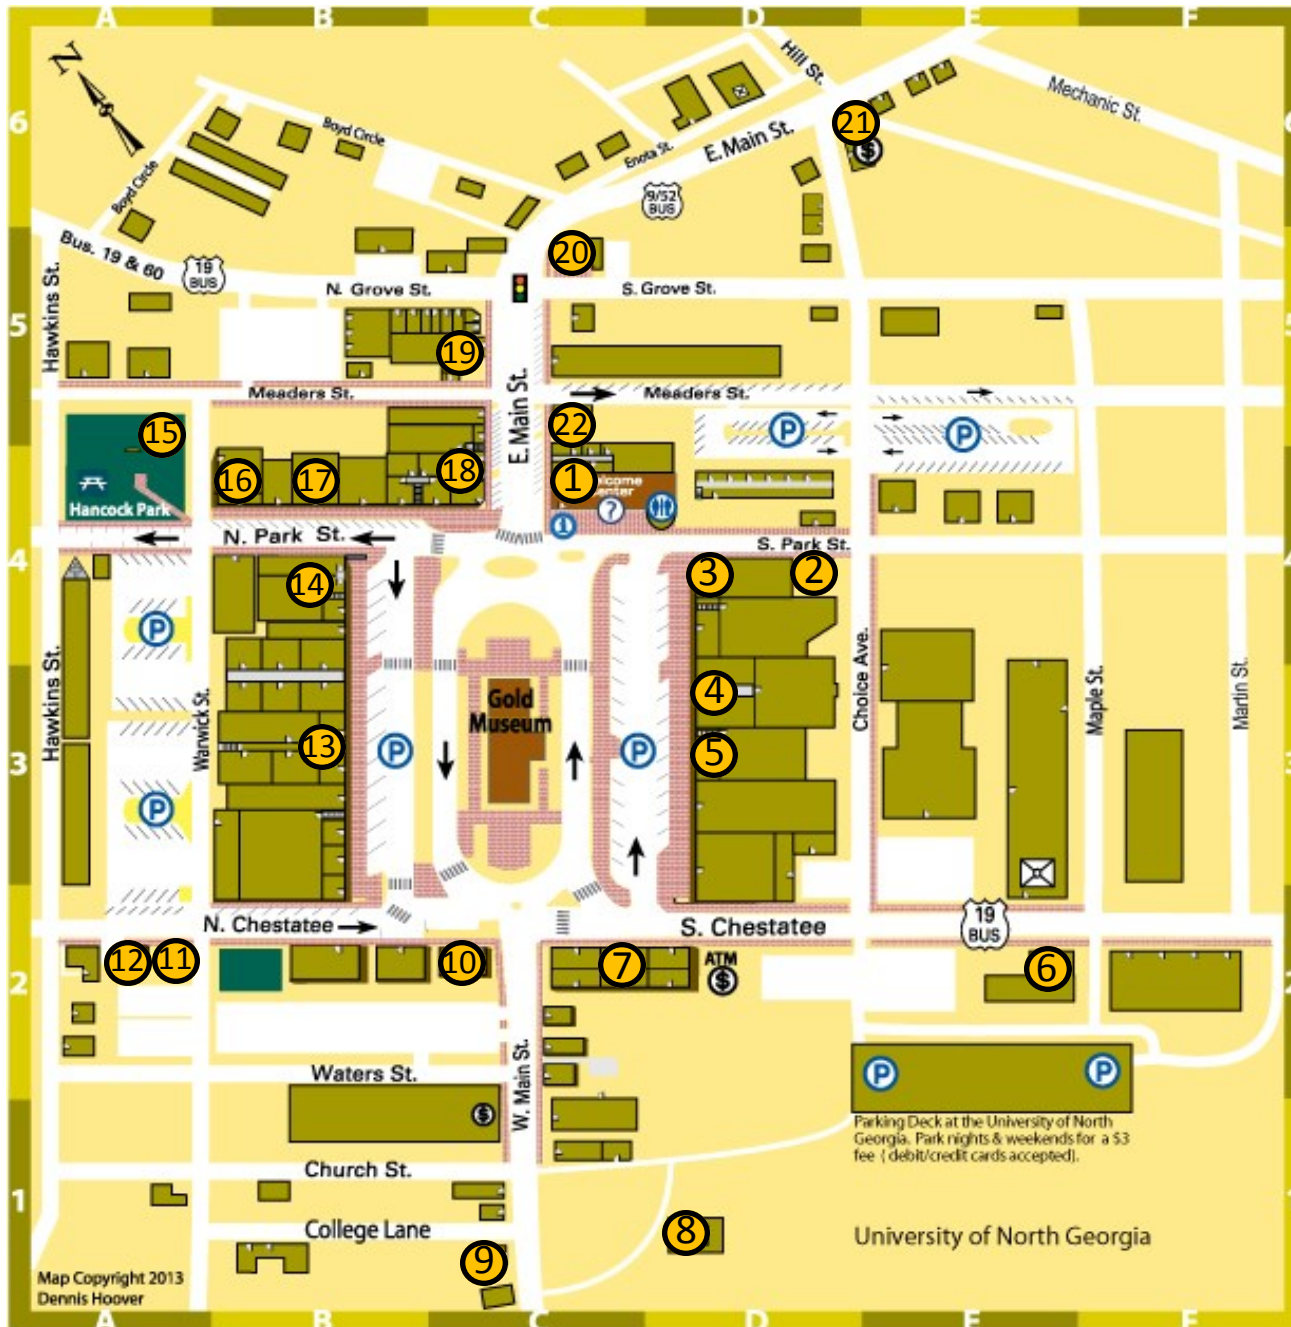 A B C D E F
N
Hill St.
Mechanic St.
6
21
$
Boyd Circle
Enota St.
E. Main St.
Boyd Circle
9/52
BUS
Bus. 19 & 60
19
BUS
20
Hawkins St.
N. Grove St.
S. Grove St.
5
19
E. Main St.
Meaders St.
Meaders St.
22
15
P
P
16
17
18
1
Welcome
Center
?
Hancock Park
i
N. Park St.
S. Park St.
4
14
3
2
P
Hawkins St.
Warwick St.
Gold
Museum
4
Choice Ave.
Maple St.
Martin St.
13
P
P
5
3
P
N. Chestatee
S. Chestatee
19
BUS
12
11
10
7
ATM
$
6
2
Waters St.
W. Main St.
P
P
$
Parking Deck at the University of North
Georgia. Park nights & weekends for a $3
fee ( debit/credit cards accepted).
Church St.
1
College Lane
8
University of North Georgia
9
Map Copyright 2013
Dennis Hoover
A B C D E F